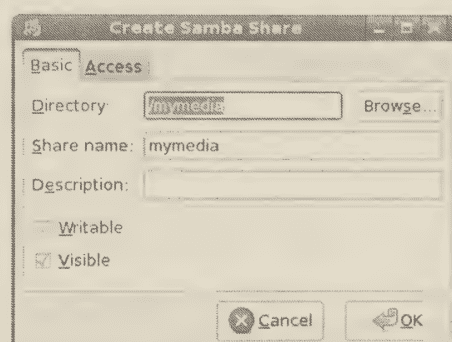 Create Samba Share
Basic Access
Directory: /mymedia Browse...
Share name: mymedia
Description:
Writable
Visible
Cancel OK